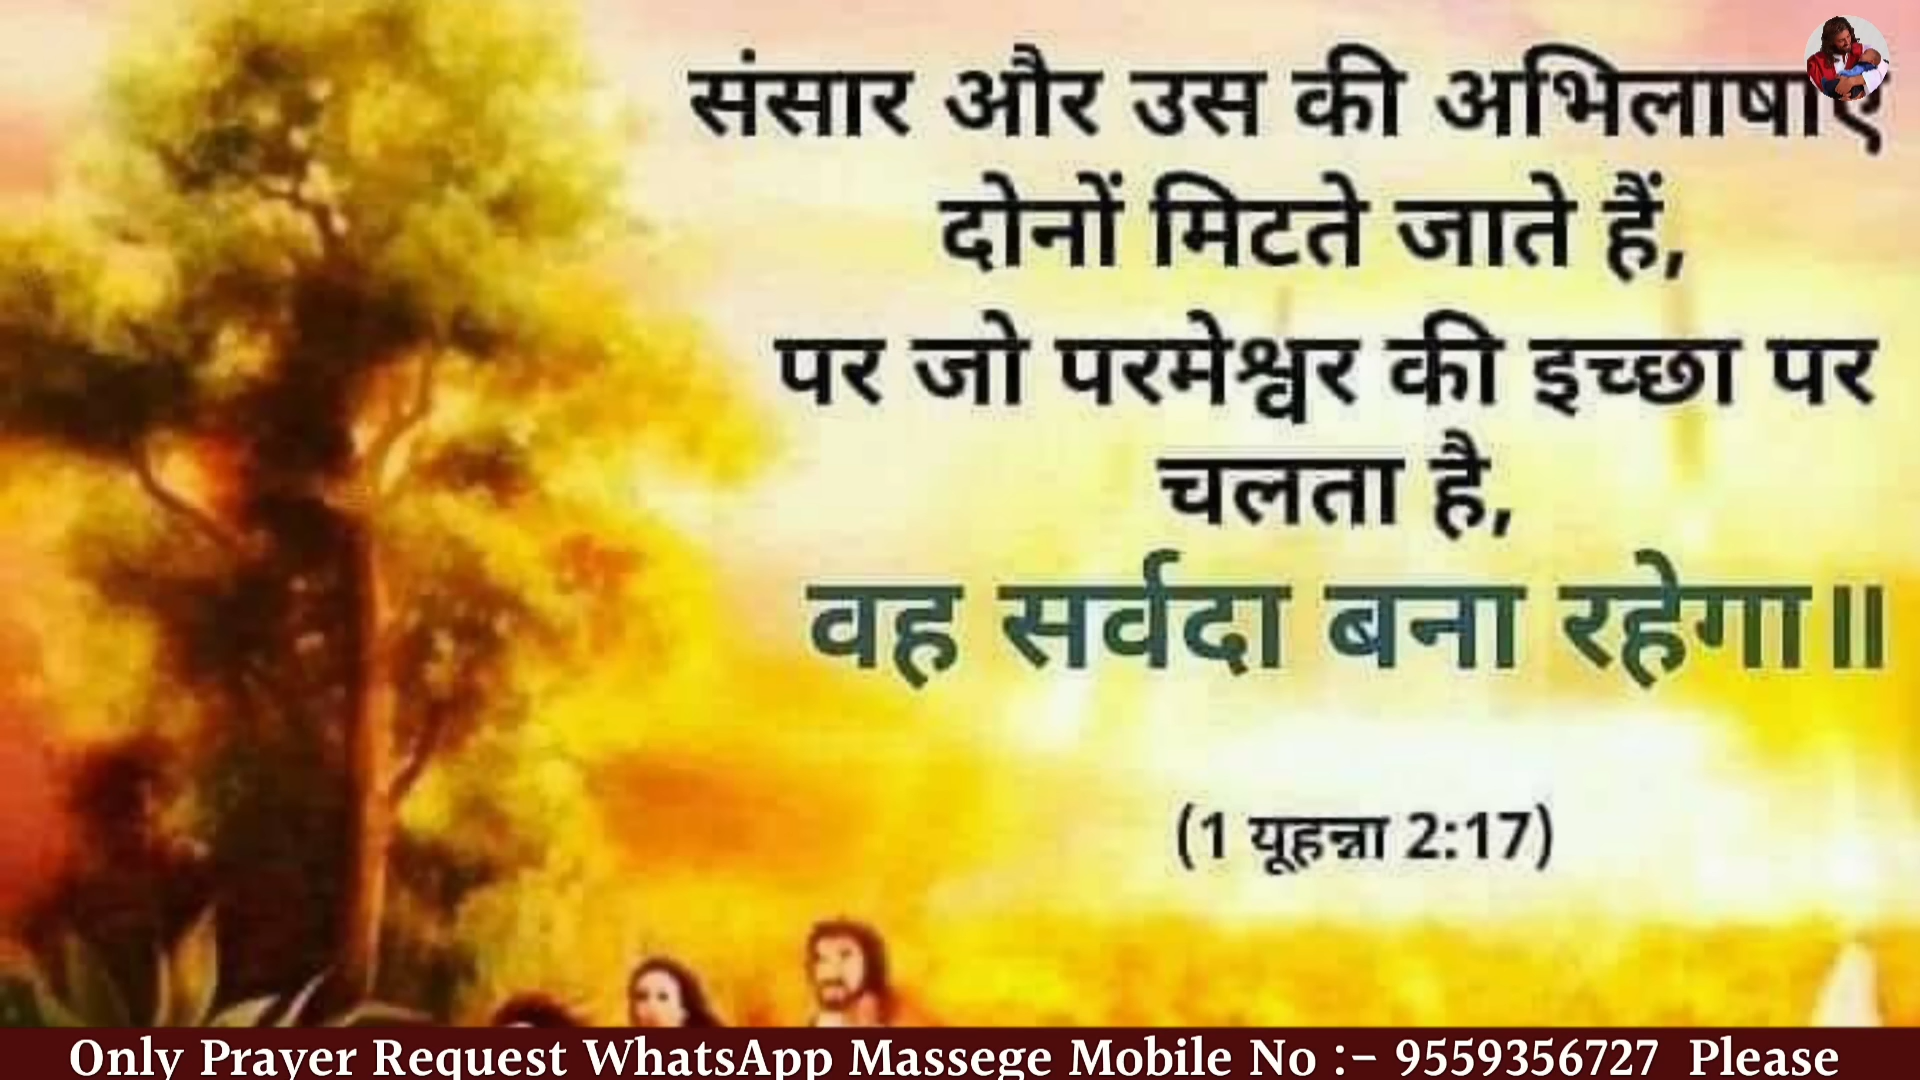 संसार और उस की अभिलाषाएं
दोनों मिटते जाते हैं,
पर जो परमेश्वर की इच्छा पर
चलता है,
वह सर्वदा बना रहेगा॥
(1 यूहन्ना 2:17)
Only Prayer Request WhatsApp Massege Mobile No :- 9559356727 Please